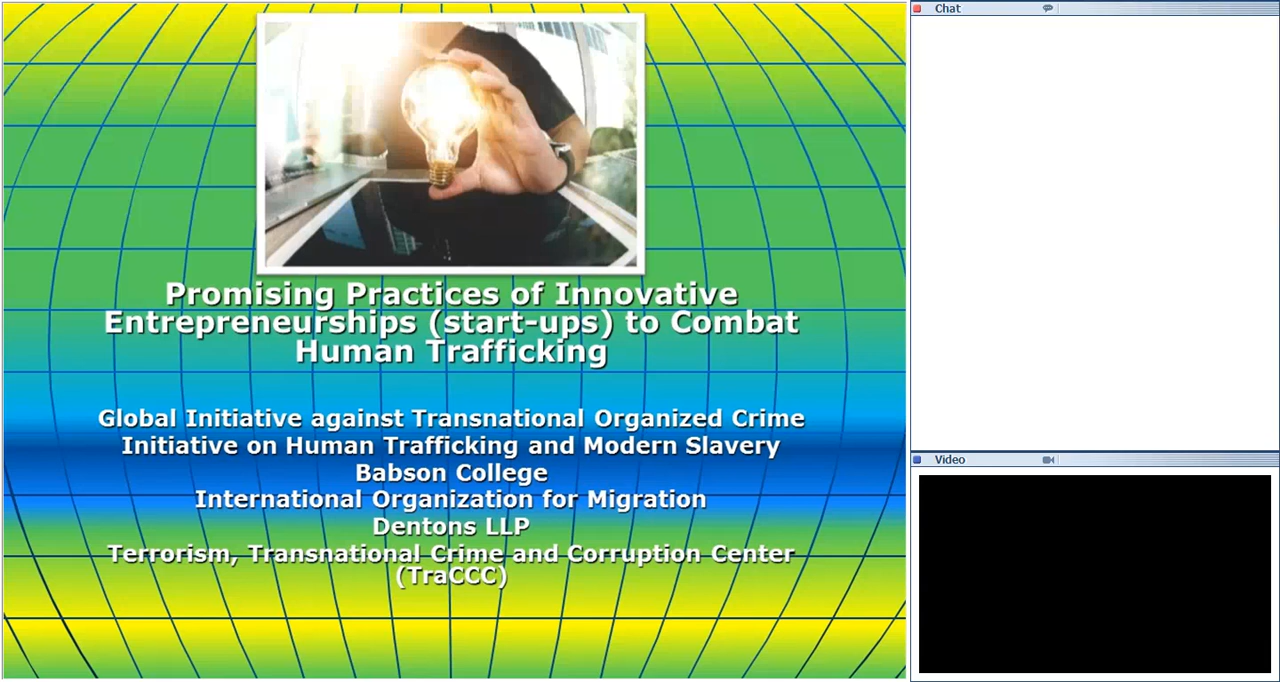 Promising Practices of Innovative
Entrepreneurships (start-ups) to Combat
Human Trafficking
Global Initiative against Transnational Organized Crime
Initiative on Human Trafficking and Modern Slavery
Babson College
International Organization for Migration
Dentons LLP
Terrorism, Transnational Crime and Corruption Center
(TraCCC)
Chat
Video